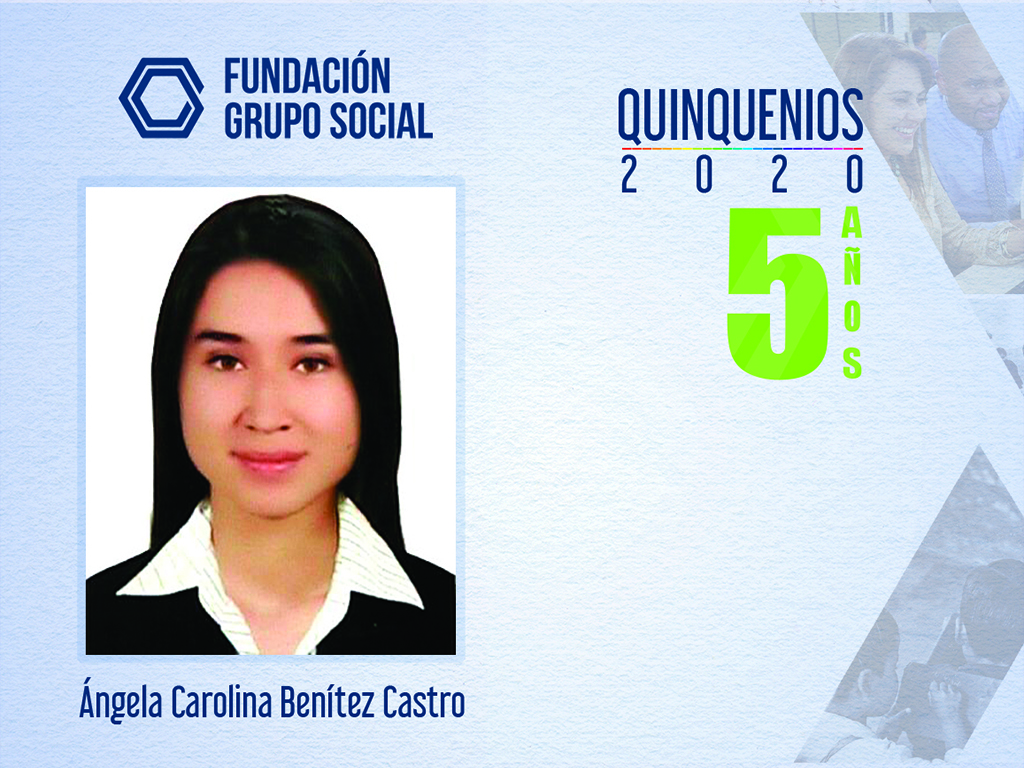 FUNDACIÓN
GRUPO SOCIAL
QUINQUENIOS
2020
5
AÑOS
Ángela Carolina Benítez Castro